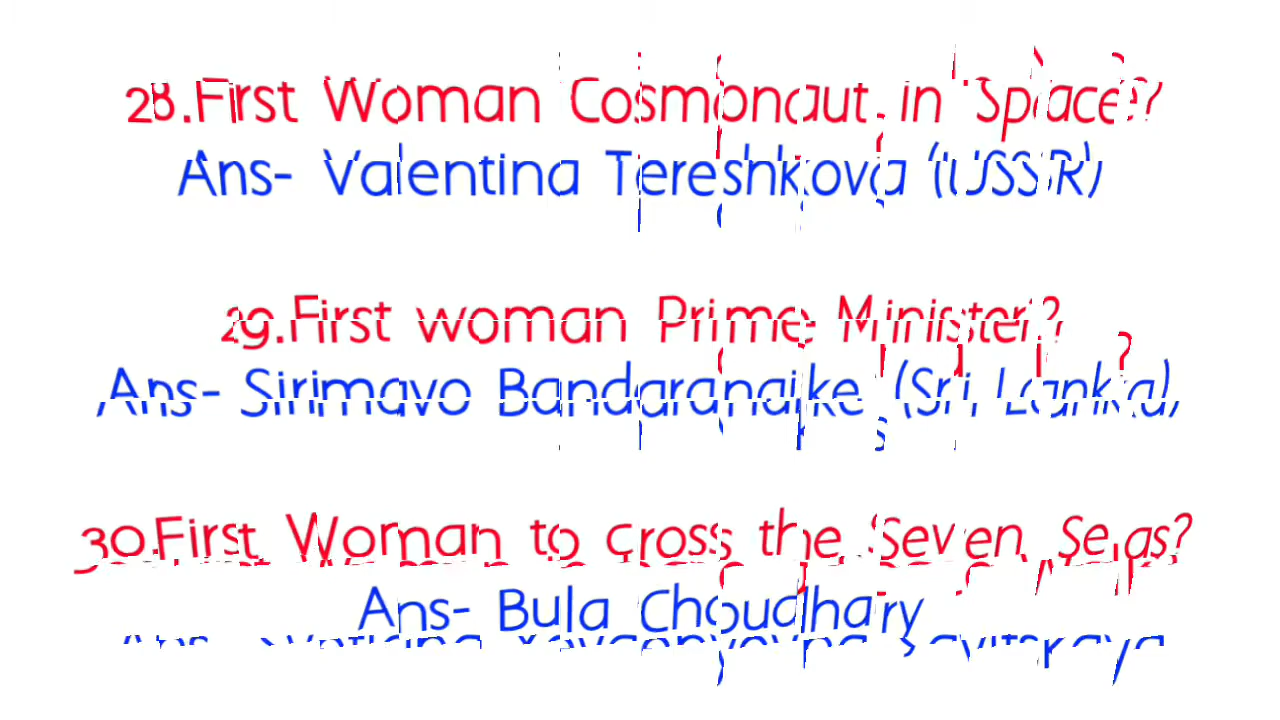 28.First Woman Cosmonaut in Space?
Ans- Valentina Tereshkova (USSR)
29.First woman Prime Minister?
Ans- Sirimavo Bandaranaike (Sri Lanka)
30.First Woman to cross the Seven Seas?
Ans- Bula Choudhary